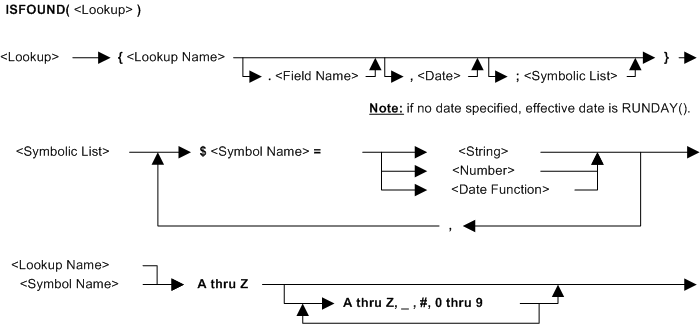 ISFOUND( <Lookup> )
<Lookup> { <Lookup Name> . <Field Name> , <Date> ; <Symbolic List> }
Note: if no date specified, effective date is RUNDAY().
<Symbolic List> $ <Symbol Name> = <String>
<Number>
<Date Function>
,
<Lookup Name>
<Symbol Name> A thru Z
A thru Z, _ , #, 0 thru 9